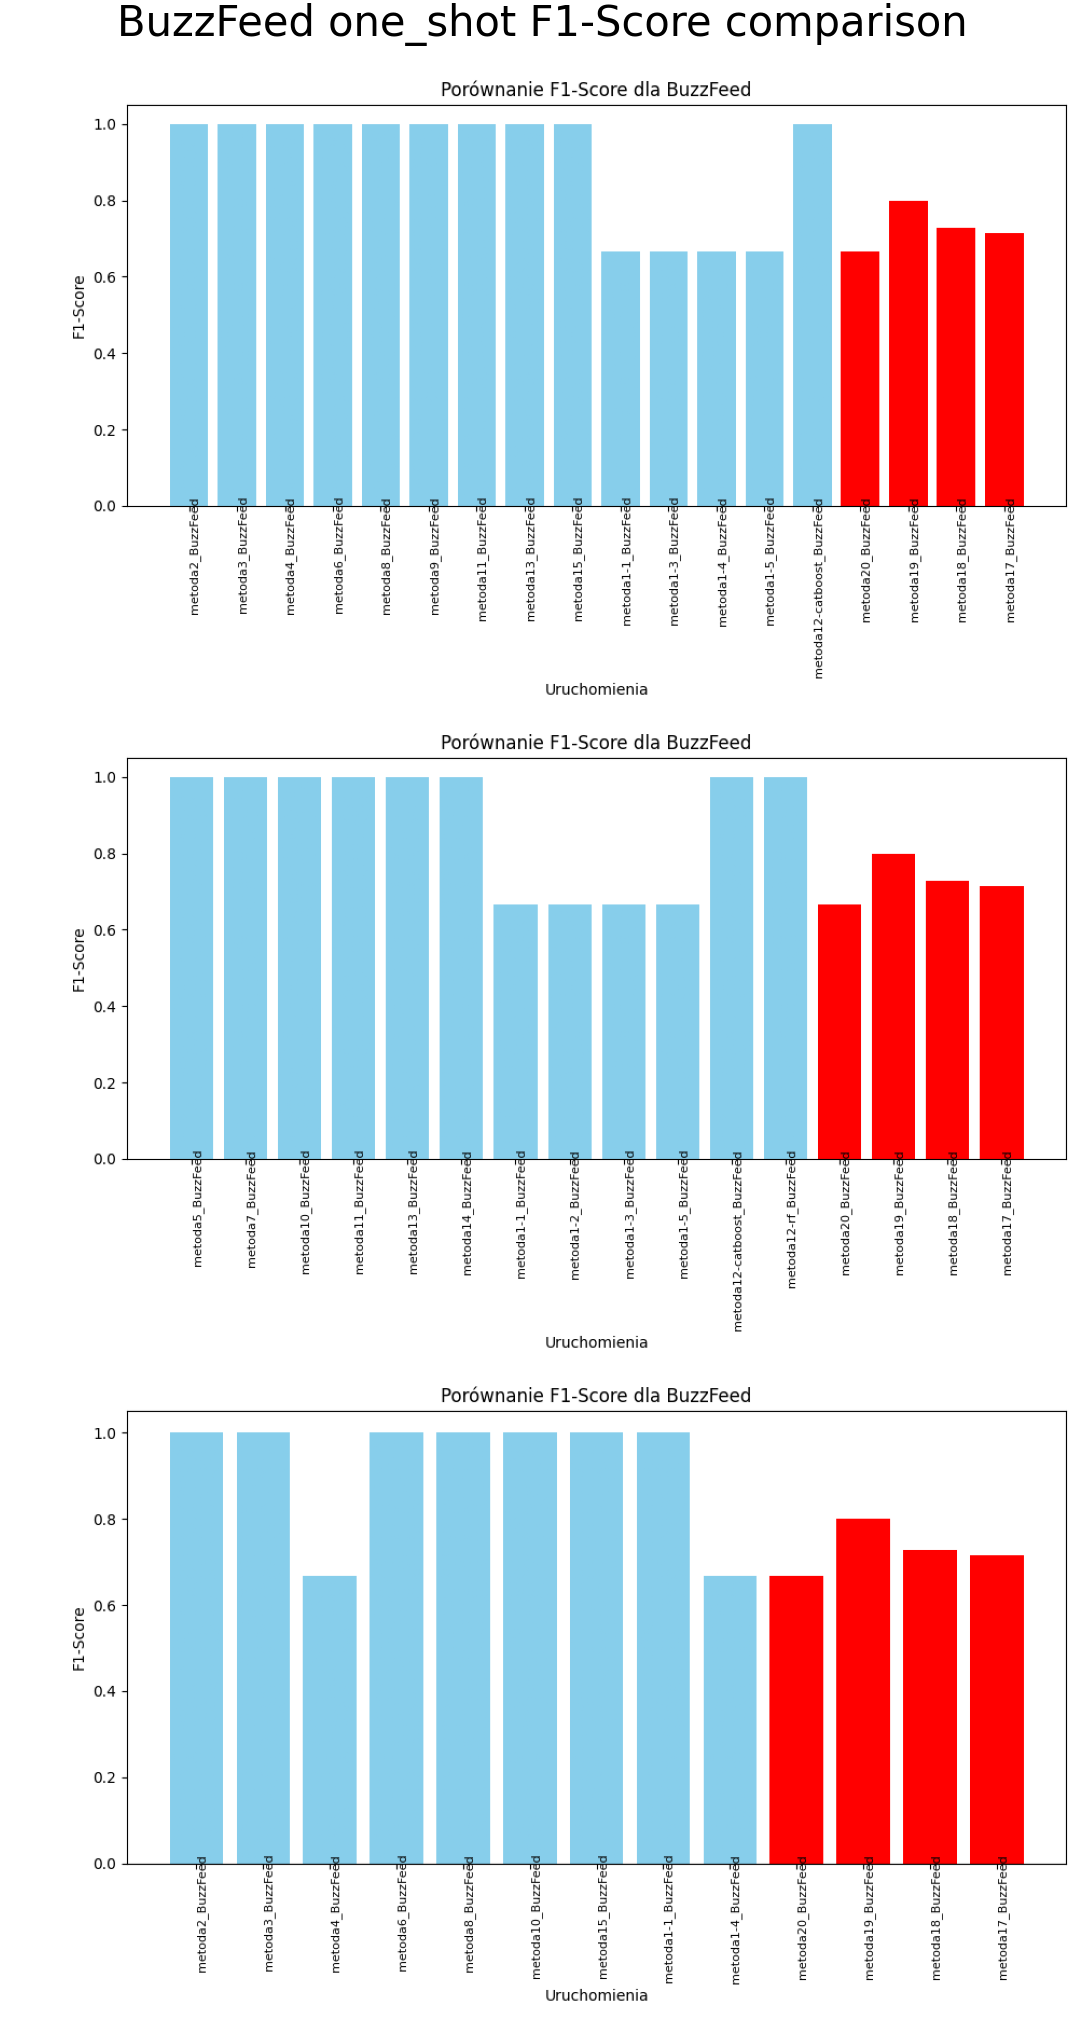 BuzzFeed one_shot F1-Score comparison
Porównanie F1-Score dla BuzzFeed
1.0
0.8
0.6
0.4
0.2
0.0
F1-Score
metoda2_BuzzFeed
metoda3_BuzzFeed
metoda4_BuzzFeed
metoda6_BuzzFeed
metoda8_BuzzFeed
metoda9_BuzzFeed
metoda11_BuzzFeed
metoda13_BuzzFeed
metoda15_BuzzFeed
metoda1-1_BuzzFeed
metoda1-3_BuzzFeed
metoda1-4_BuzzFeed
metoda1-5_BuzzFeed
metoda12-catboost_BuzzFeed
metoda20_BuzzFeed
metoda19_BuzzFeed
metoda18_BuzzFeed
metoda17_BuzzFeed
Uruchomienia
Porównanie F1-Score dla BuzzFeed
1.0
0.8
0.6
0.4
0.2
0.0
F1-Score
metoda5_BuzzFeed
metoda7_BuzzFeed
metoda10_BuzzFeed
metoda11_BuzzFeed
metoda13_BuzzFeed
metoda14_BuzzFeed
metoda1-1_BuzzFeed
metoda1-2_BuzzFeed
metoda1-3_BuzzFeed
metoda1-5_BuzzFeed
metoda12-catboost_BuzzFeed
metoda12-rf_BuzzFeed
metoda20_BuzzFeed
metoda19_BuzzFeed
metoda18_BuzzFeed
metoda17_BuzzFeed
Uruchomienia
Porównanie F1-Score dla BuzzFeed
1.0
0.8
0.6
0.4
0.2
0.0
F1-Score
metoda2_BuzzFeed
metoda3_BuzzFeed
metoda4_BuzzFeed
metoda6_BuzzFeed
metoda8_BuzzFeed
metoda10_BuzzFeed
metoda15_BuzzFeed
metoda1-1_BuzzFeed
metoda1-4_BuzzFeed
metoda20_BuzzFeed
metoda19_BuzzFeed
metoda18_BuzzFeed
metoda17_BuzzFeed
Uruchomienia